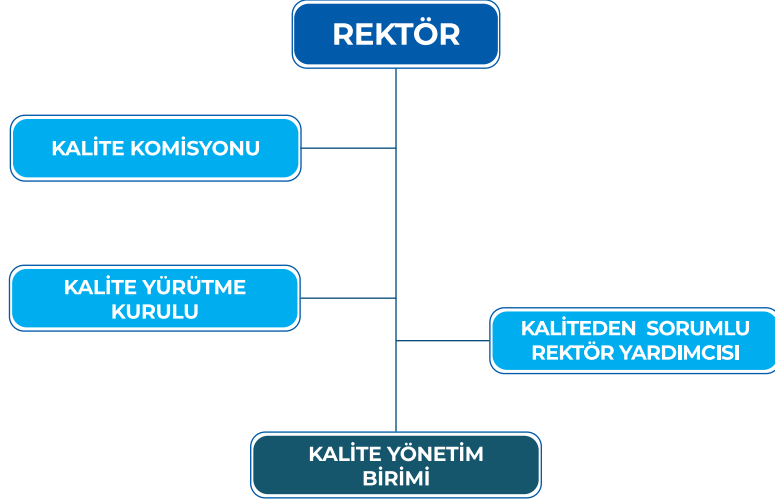 REKTÖR
KALİTE KOMİSYONU
KALİTE YÜRÜTME
KURULU
KALİTEDEN SORUMLU
REKTÖR YARDIMCISI
KALİTE YÖNETİM
BİRİMİ